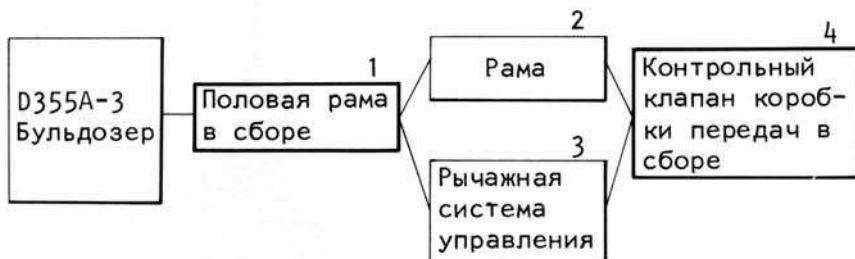 D355A-3
Бульдозер
1
Половая рама
в сборе
2
Рама
3
Рычажная
система
управления
4
Контрольный
клапан короб-
ки передач в
сборе